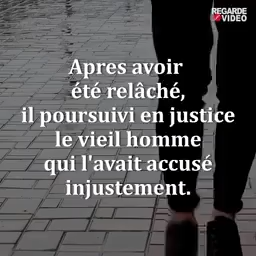 REGARDE
VIDEO
Apres avoir
été relâché,
il poursuivi en justice
le vieil homme
qui l'avait accusé
injustement.